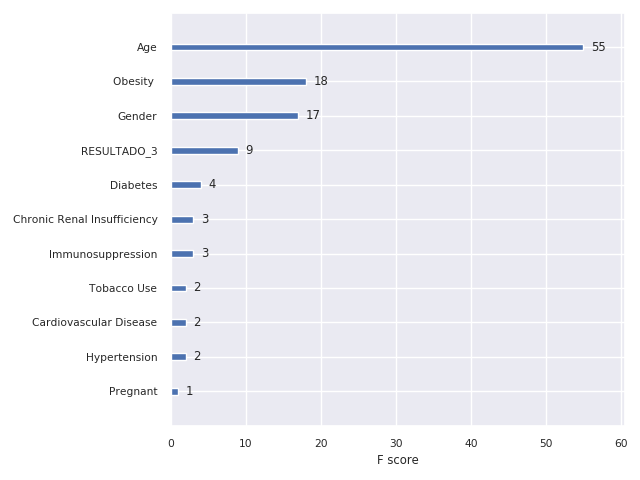 Age 55
Obesity 18
Gender 17
RESULTADO_3 9
Diabetes 4
Chronic Renal Insufficiency 3
Immunosuppression 3
Tobacco Use 2
Cardiovascular Disease 2
Hypertension 2
Pregnant 1
0 10 20 30 40 50 60
F score